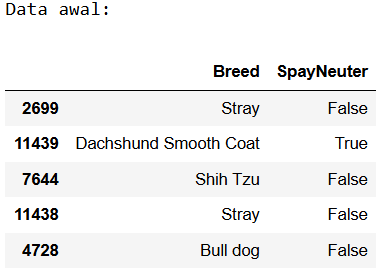 Data awal:
Breed SpayNeuter
2699 Stray False
11439 Dachshund Smooth Coat True
7644 Shih Tzu False
11438 Stray False
4728 Bull dog False